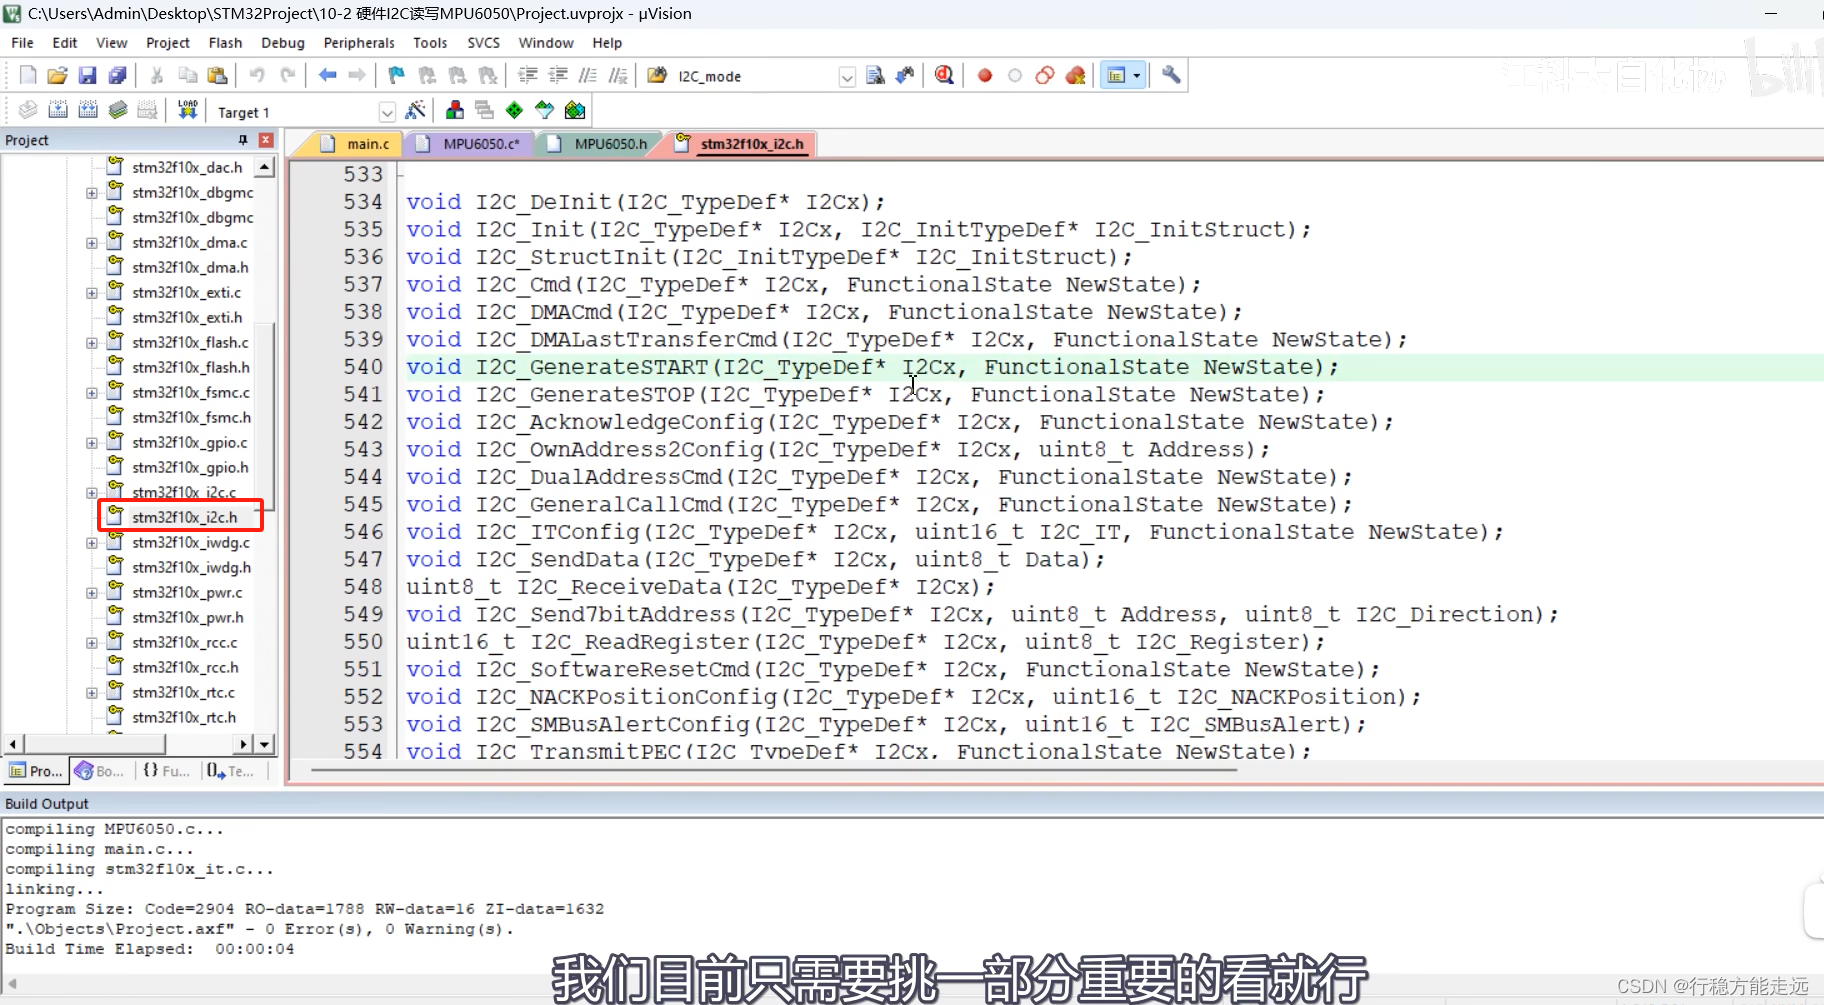 C:\Users\Admin\Desktop\STM32Project\10-2 硬件I2C读写MPU6050\Project.uvprojx - µVision
File Edit View Project Flash Debug Peripherals Tools SVCS Window Help
I2C_mode
LOAD
Target 1
Project
stm32f10x_dac.h
stm32f10x_dbgmc
stm32f10x_dbgmc
stm32f10x_dma.c
stm32f10x_dma.h
stm32f10x_exti.c
stm32f10x_exti.h
stm32f10x_flash.c
stm32f10x_flash.h
stm32f10x_fsmc.c
stm32f10x_fsmc.h
stm32f10x_gpio.c
stm32f10x_gpio.h
stm32f10x_i2c.c
stm32f10x_i2c.h
stm32f10x_iwdg.c
stm32f10x_iwdg.h
stm32f10x_pwr.c
stm32f10x_pwr.h
stm32f10x_rcc.c
stm32f10x_rcc.h
stm32f10x_rtc.c
stm32f10x_rtc.h
Pro... Bo... {} Fu... Te...
main.c MPU6050.c* MPU6050.h stm32f10x_i2c.h
533
534 void I2C_DeInit(I2C_TypeDef* I2Cx);
535 void I2C_Init(I2C_TypeDef* I2Cx, I2C_InitTypeDef* I2C_InitStruct);
536 void I2C_StructInit(I2C_InitTypeDef* I2C_InitStruct);
537 void I2C_Cmd(I2C_TypeDef* I2Cx, FunctionalState NewState);
538 void I2C_DMACmd(I2C_TypeDef* I2Cx, FunctionalState NewState);
539 void I2C_DMALastTransferCmd(I2C_TypeDef* I2Cx, FunctionalState NewState);
540 void I2C_GenerateSTART(I2C_TypeDef* I2Cx, FunctionalState NewState);
541 void I2C_GenerateSTOP(I2C_TypeDef* I2Cx, FunctionalState NewState);
542 void I2C_AcknowledgeConfig(I2C_TypeDef* I2Cx, FunctionalState NewState);
543 void I2C_OwnAddress2Config(I2C_TypeDef* I2Cx, uint8_t Address);
544 void I2C_DualAddressCmd(I2C_TypeDef* I2Cx, FunctionalState NewState);
545 void I2C_GeneralCallCmd(I2C_TypeDef* I2Cx, FunctionalState NewState);
546 void I2C_ITConfig(I2C_TypeDef* I2Cx, uint16_t I2C_IT, FunctionalState NewState);
547 void I2C_SendData(I2C_TypeDef* I2Cx, uint8_t Data);
548 uint8_t I2C_ReceiveData(I2C_TypeDef* I2Cx);
549 void I2C_Send7bitAddress(I2C_TypeDef* I2Cx, uint8_t Address, uint8_t I2C_Direction);
550 uint16_t I2C_ReadRegister(I2C_TypeDef* I2Cx, uint8_t I2C_Register);
551 void I2C_SoftwareResetCmd(I2C_TypeDef* I2Cx, FunctionalState NewState);
552 void I2C_NACKPositionConfig(I2C_TypeDef* I2Cx, uint16_t I2C_NACKPosition);
553 void I2C_SMBusAlertConfig(I2C_TypeDef* I2Cx, uint16_t I2C_SMBusAlert);
554 void I2C_TransmitPEC(I2C_TypeDef* I2Cx, FunctionalState NewState);
Build Output
compiling MPU6050.c...
compiling main.c...
compiling stm32f10x_it.c...
linking...
Program Size: Code=2904 RO-data=1788 RW-data=16 ZI-data=1632
".\Objects\Project.axf" - 0 Error(s), 0 Warning(s).
Build Time Elapsed:  00:00:04
我们目前只需要挑一部分重要的看就行
CSDN @行稳方能走远